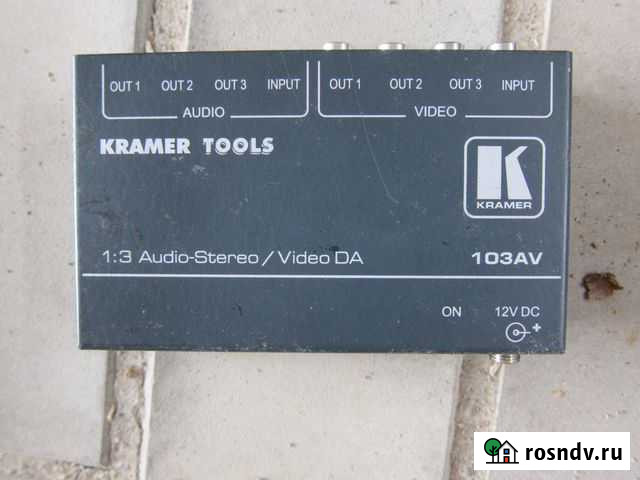 OUT 1 OUT 2 OUT 3 INPUT OUT 1 OUT 2 OUT 3 INPUT
AUDIO VIDEO
KRAMER TOOLS
K
KRAMER
1:3 Audio-Stereo/Video DA 103AV
ON 12V DC
+
rosndv.ru